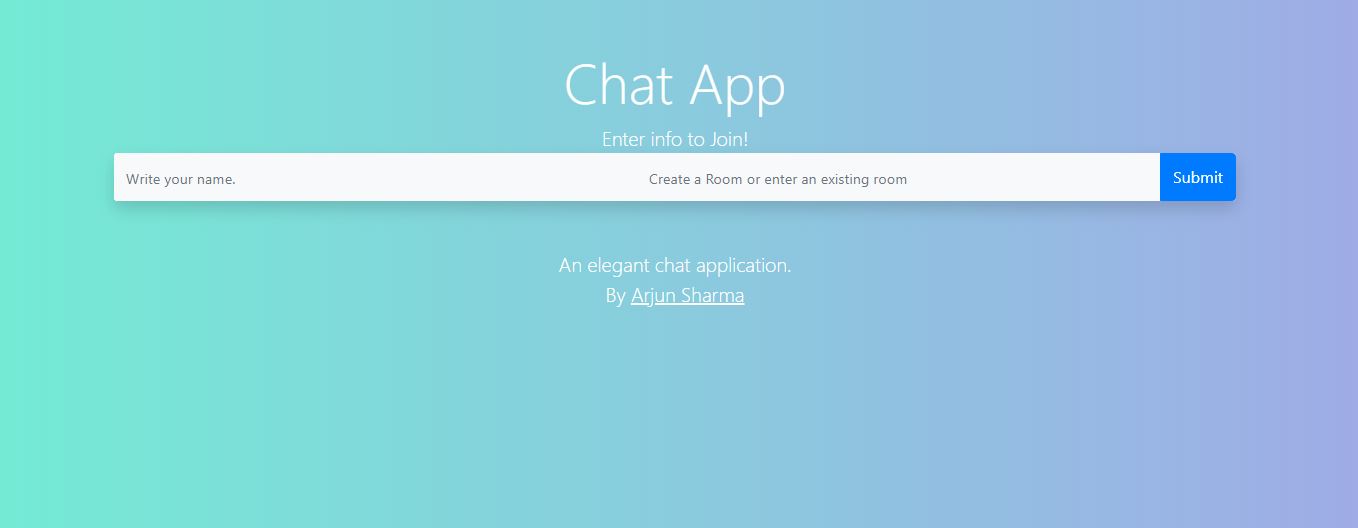 Chat App
Enter info to Join!
Write your name. Create a Room or enter an existing room Submit
An elegant chat application.
By Arjun Sharma